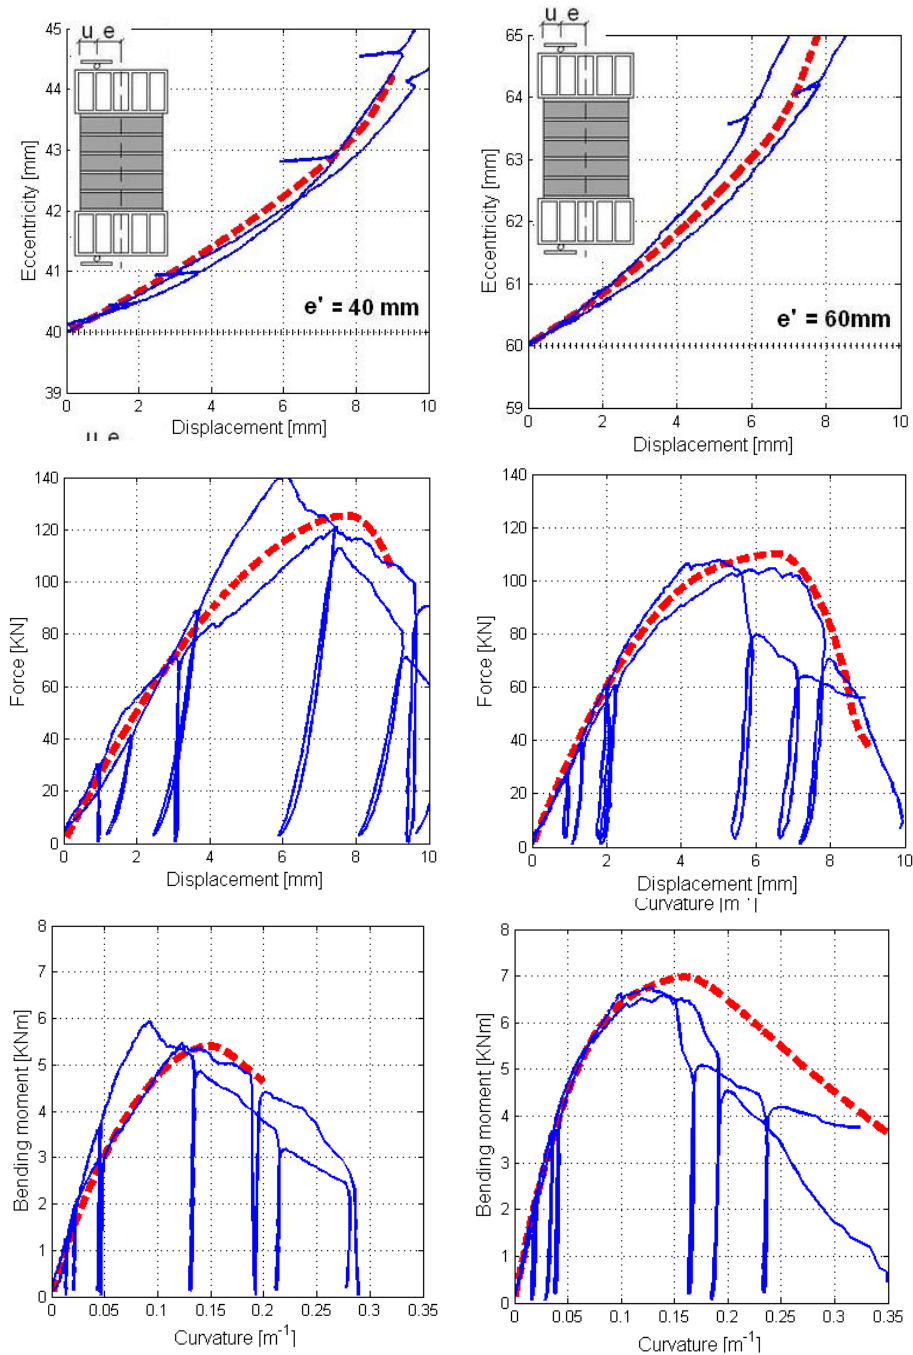 u e
45
44
43
42
41
40
39
Eccentricity [mm]
e' = 40 mm
0 2 4 6 8 10
Displacement [mm]
u e
u e
65
64
63
62
61
60
59
Eccentricity [mm]
e' = 60mm
0 2 4 6 8 10
Displacement [mm]
140
120
100
80
60
40
20
0
Force [KN]
0 2 4 6 8 10
Displacement [mm]
140
120
100
80
60
40
20
0
Force [KN]
0 2 4 6 8 10
Displacement [mm]
Curvature [m⁻¹]
8
7
6
5
4
3
2
1
0
Bending moment [KNm]
0 0.05 0.1 0.15 0.2 0.25 0.3 0.35
Curvature [m⁻¹]
8
7
6
5
4
3
2
1
0
Bending moment [KNm]
0 0.05 0.1 0.15 0.2 0.25 0.3 0.35
Curvature [m⁻¹]